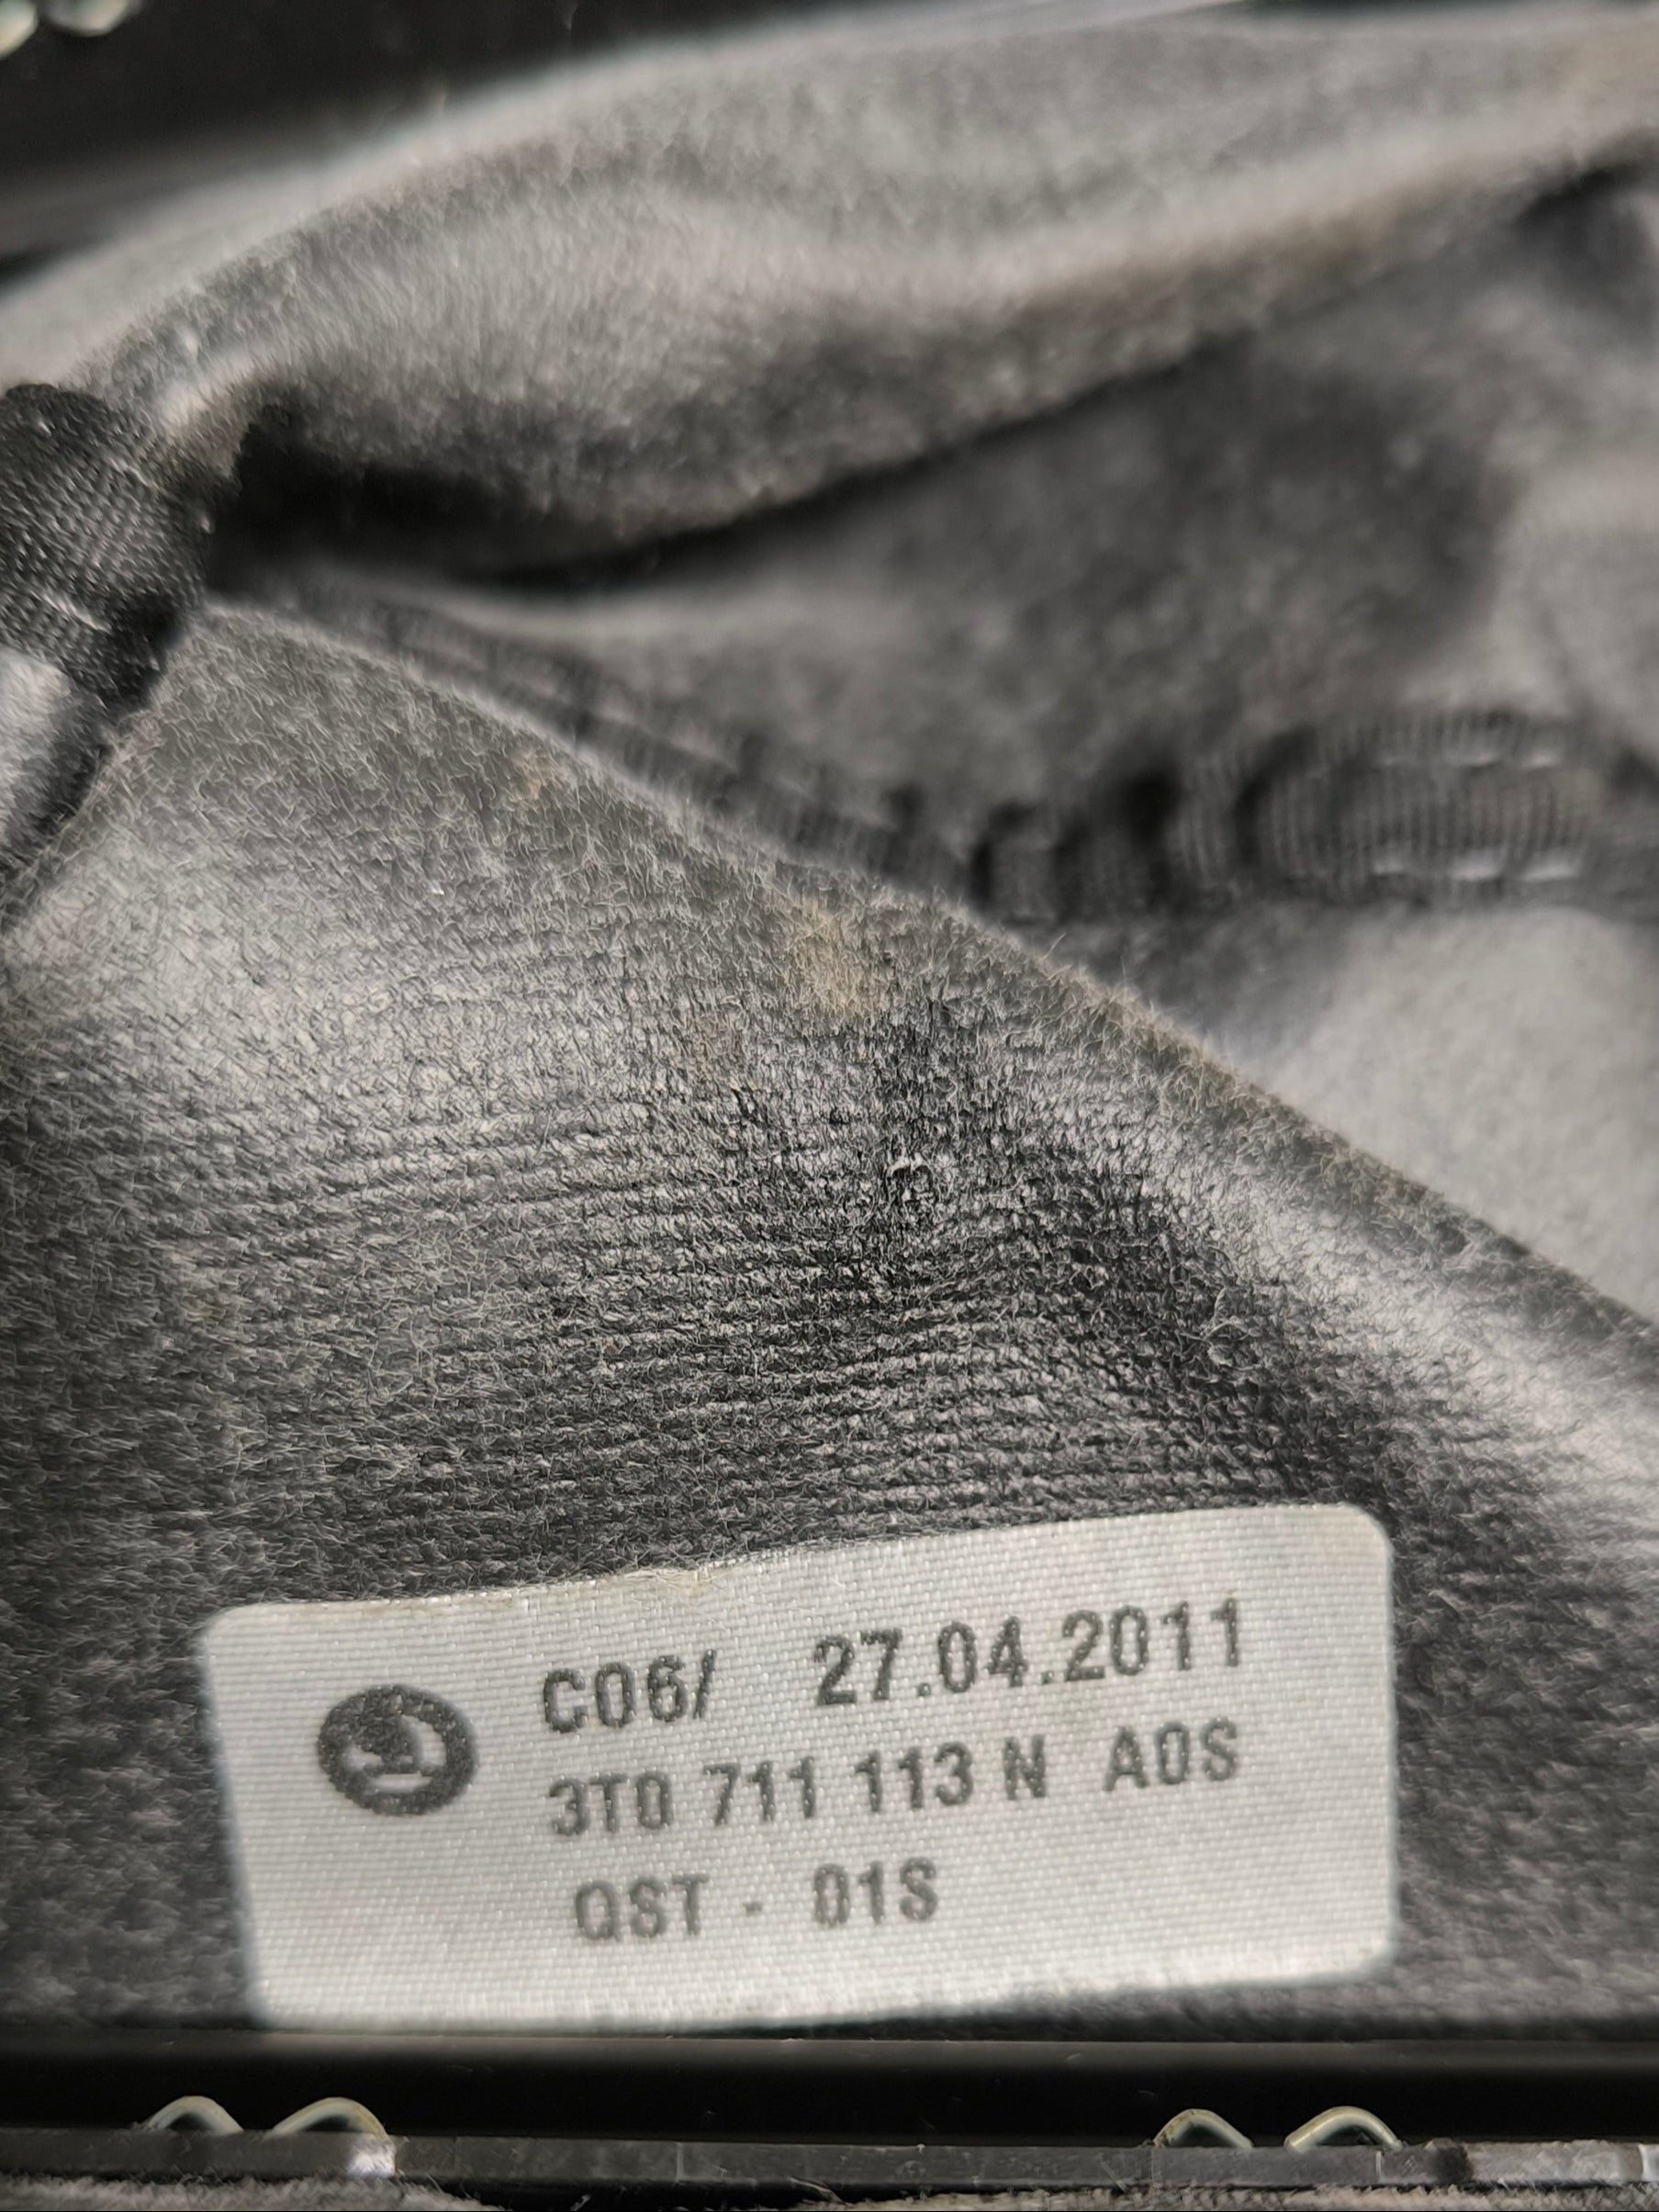 C06/ 27.04.2011
3T0 711 113 N A0S
QST - 01S